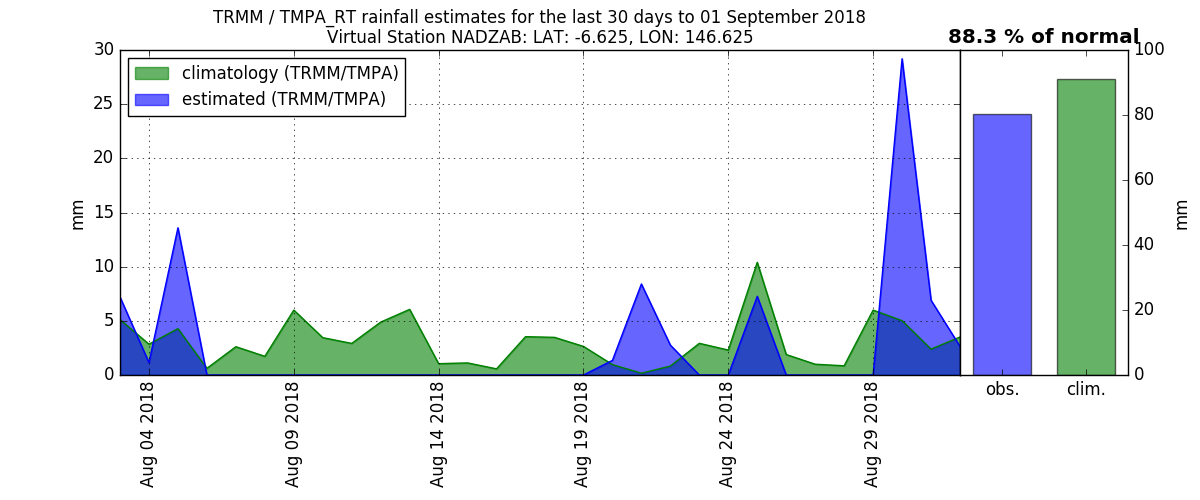 TRMM / TMPA_RT rainfall estimates for the last 30 days to 01 September 2018
Virtual Station NADZAB: LAT: -6.625, LON: 146.625
88.3 % of normal
climatology (TRMM/TMPA)
estimated (TRMM/TMPA)
30
25
20
15
10
5
0
mm
Aug 04 2018
Aug 09 2018
Aug 14 2018
Aug 19 2018
Aug 24 2018
Aug 29 2018
100
80
60
40
20
0
mm
obs.
clim.